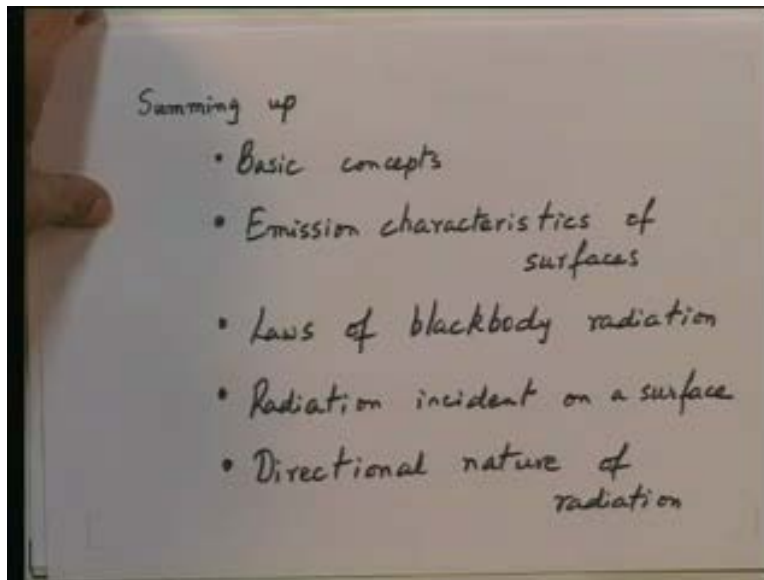 Summing up
• Basic concepts
• Emission characteristics of
surfaces
• Laws of blackbody radiation
• Radiation incident on a surface
• Directional nature of
radiation